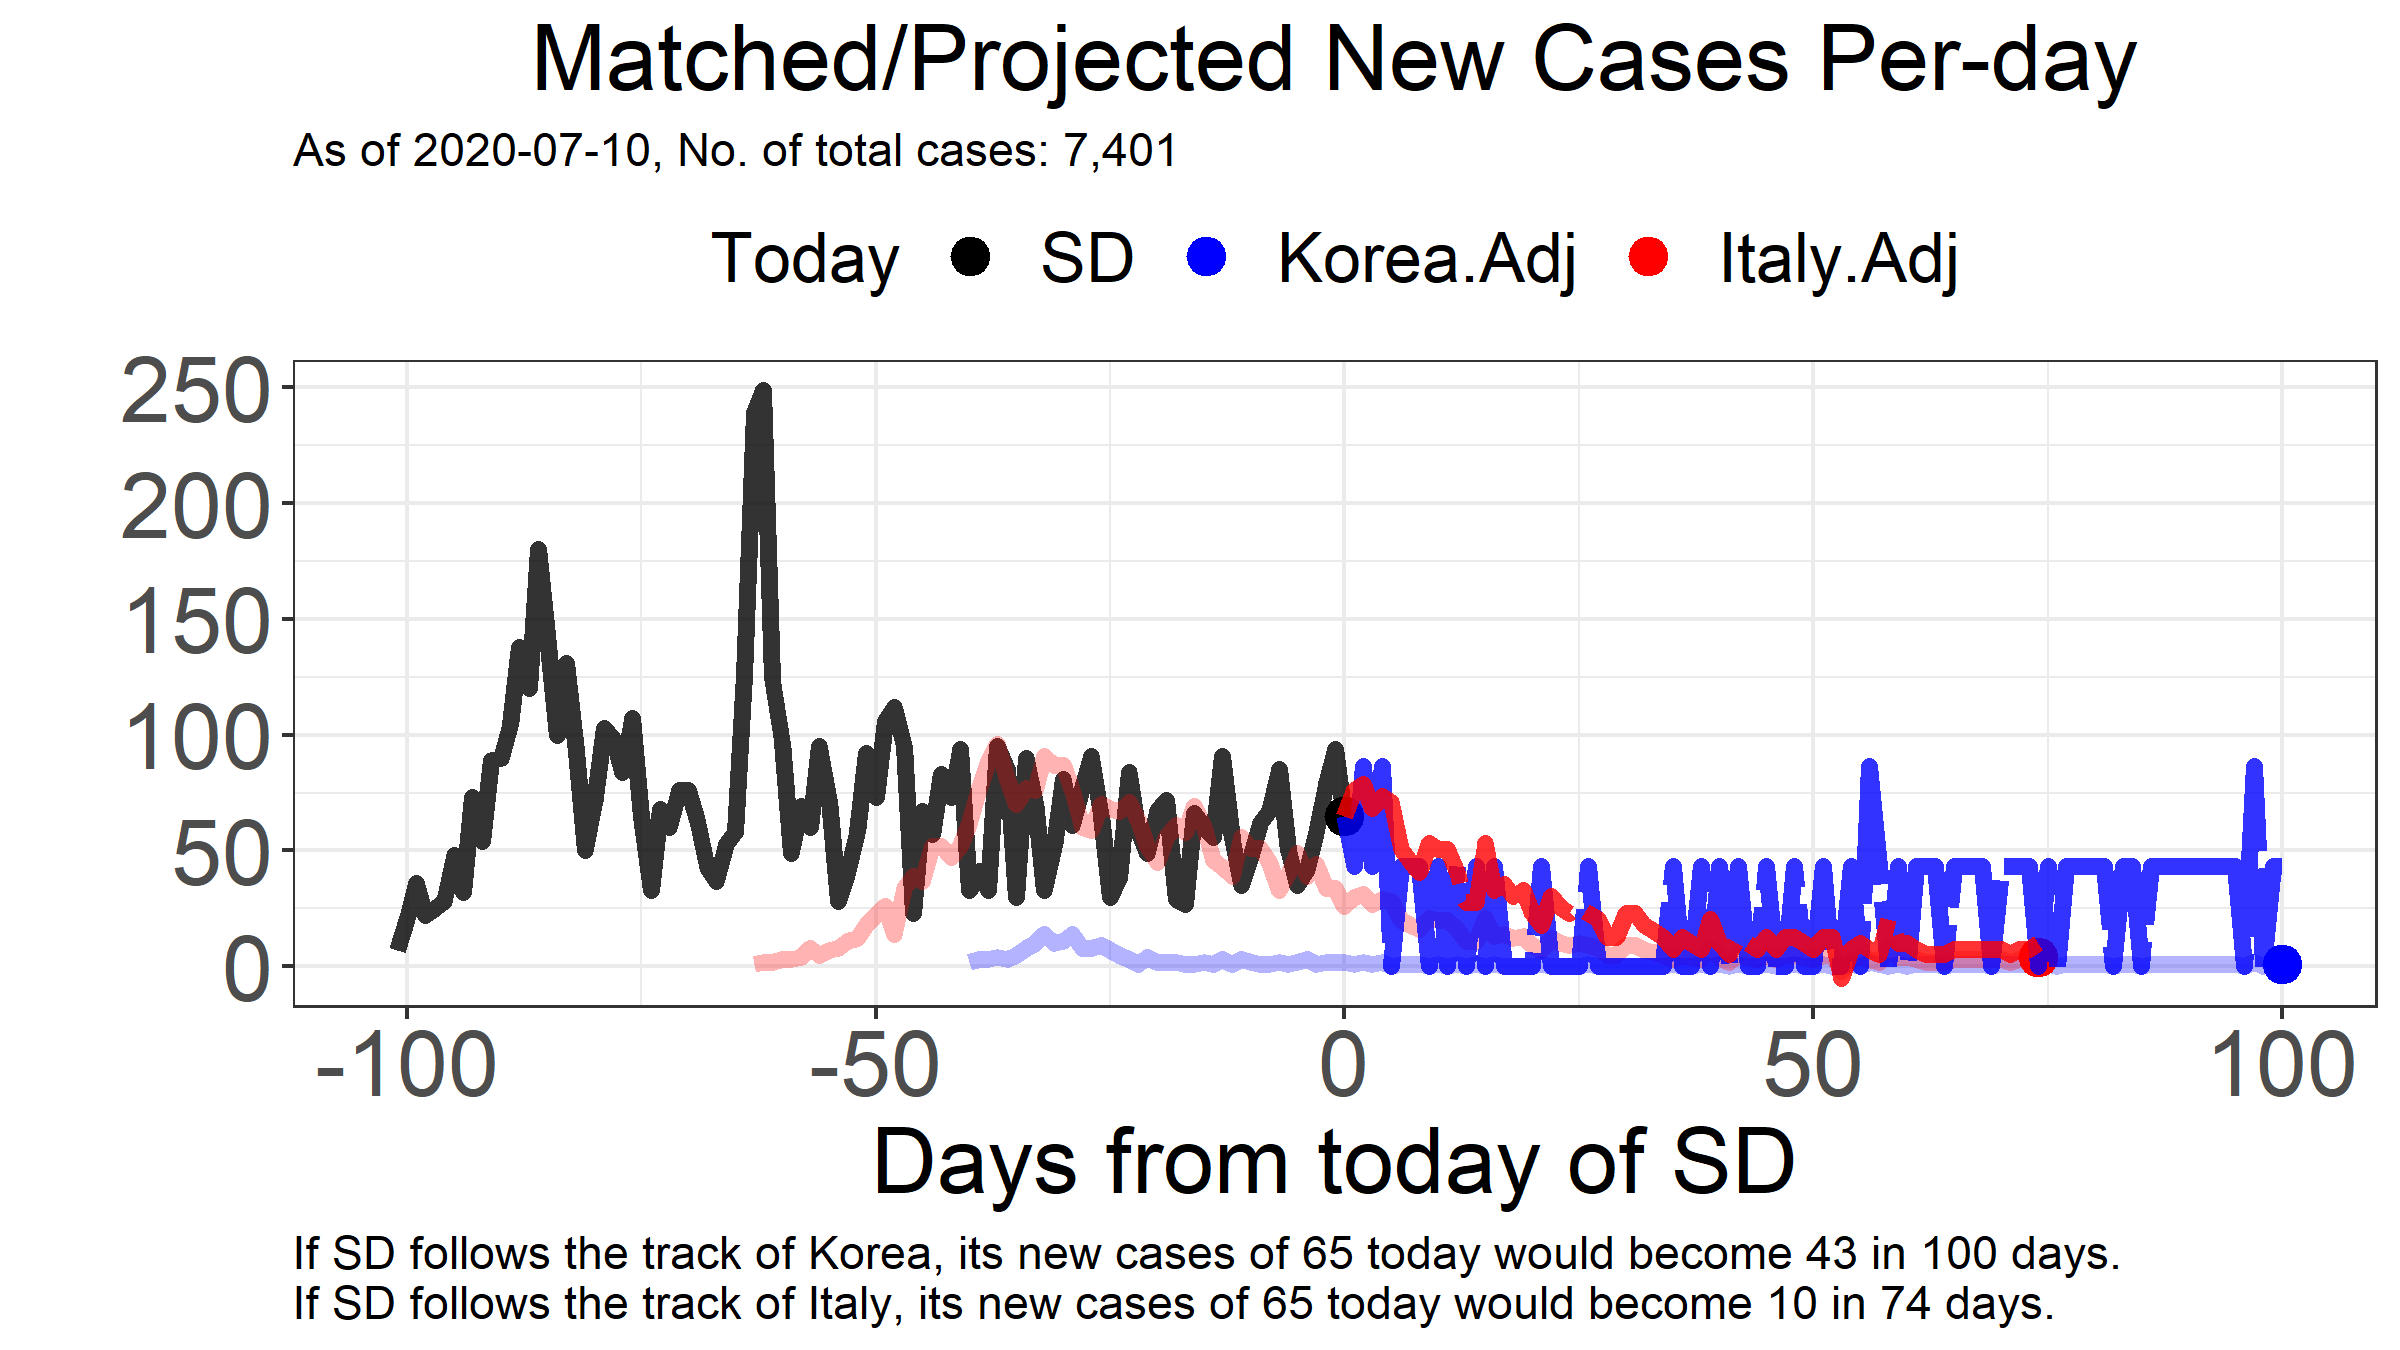 Matched/Projected New Cases Per-day
As of 2020-07-10, No. of total cases: 7,401
Today SD Korea.Adj Italy.Adj
250
200
150
100
50
0
-100 -50 0 50 100
Days from today of SD
If SD follows the track of Korea, its new cases of 65 today would become 43 in 100 days.
If SD follows the track of Italy, its new cases of 65 today would become 10 in 74 days.